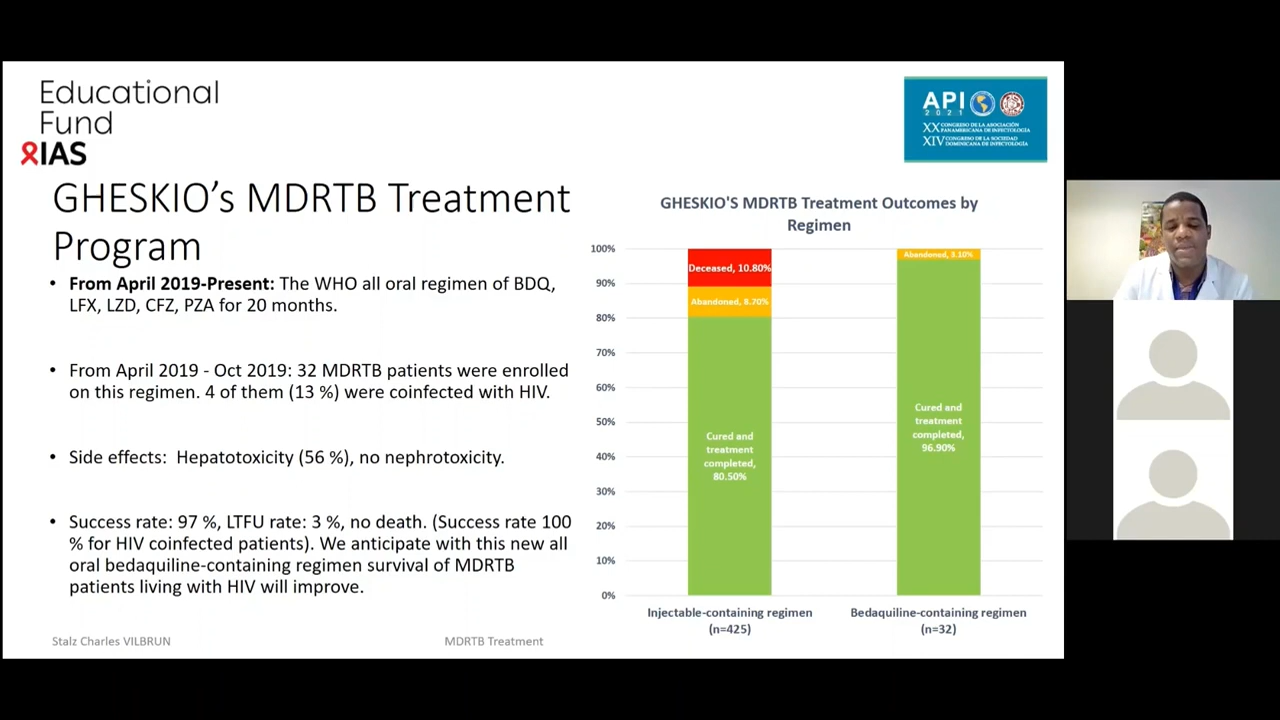 Educational
Fund
IAS
API
2021
XX CONGRESO DE LA ASOCIACIÓN
PANAMERICANA DE INFECTOLOGÍA
XIV CONGRESO DE LA SOCIEDAD
DOMINICANA DE INFECTOLOGÍA
GHESKIO’s MDRTB Treatment
Program
• From April 2019-Present: The WHO all oral regimen of BDQ,
LFX, LZD, CFZ, PZA for 20 months.
• From April 2019 - Oct 2019: 32 MDRTB patients were enrolled
on this regimen. 4 of them (13 %) were coinfected with HIV.
• Side effects: Hepatotoxicity (56 %), no nephrotoxicity.
• Success rate: 97 %, LTFU rate: 3 %, no death. (Success rate 100
% for HIV coinfected patients). We anticipate with this new all
oral bedaquiline-containing regimen survival of MDRTB
patients living with HIV will improve.
GHESKIO'S MDRTB Treatment Outcomes by
Regimen
100%
90%
80%
70%
60%
50%
40%
30%
20%
10%
0%
Deceased, 10.80%
Abandoned, 8.70%
Cured and
treatment
completed,
80.50%
Abandoned, 3.10%
Cured and
treatment
completed,
96.90%
Injectable-containing regimen
(n=425)
Bedaquiline-containing regimen
(n=32)
Stalz Charles VILBRUN
MDRTB Treatment